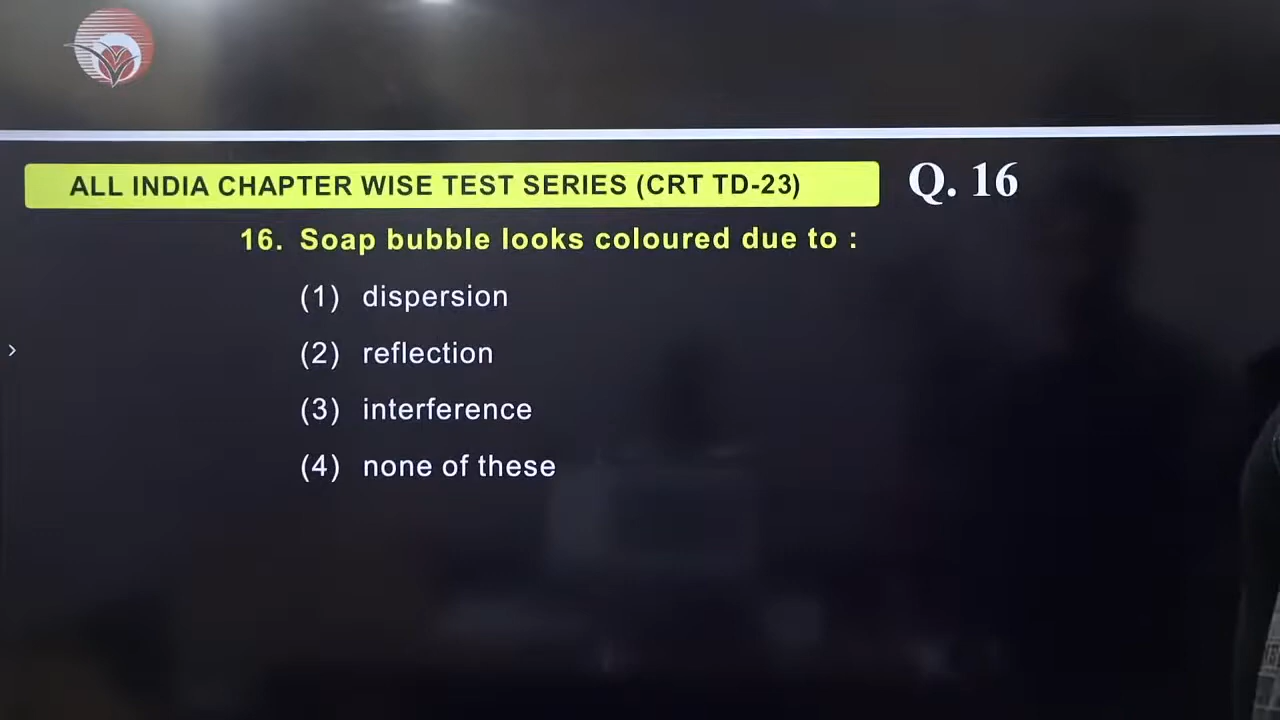 ALL INDIA CHAPTER WISE TEST SERIES (CRT TD-23) Q. 16
16. Soap bubble looks coloured due to :
(1) dispersion
(2) reflection
(3) interference
(4) none of these